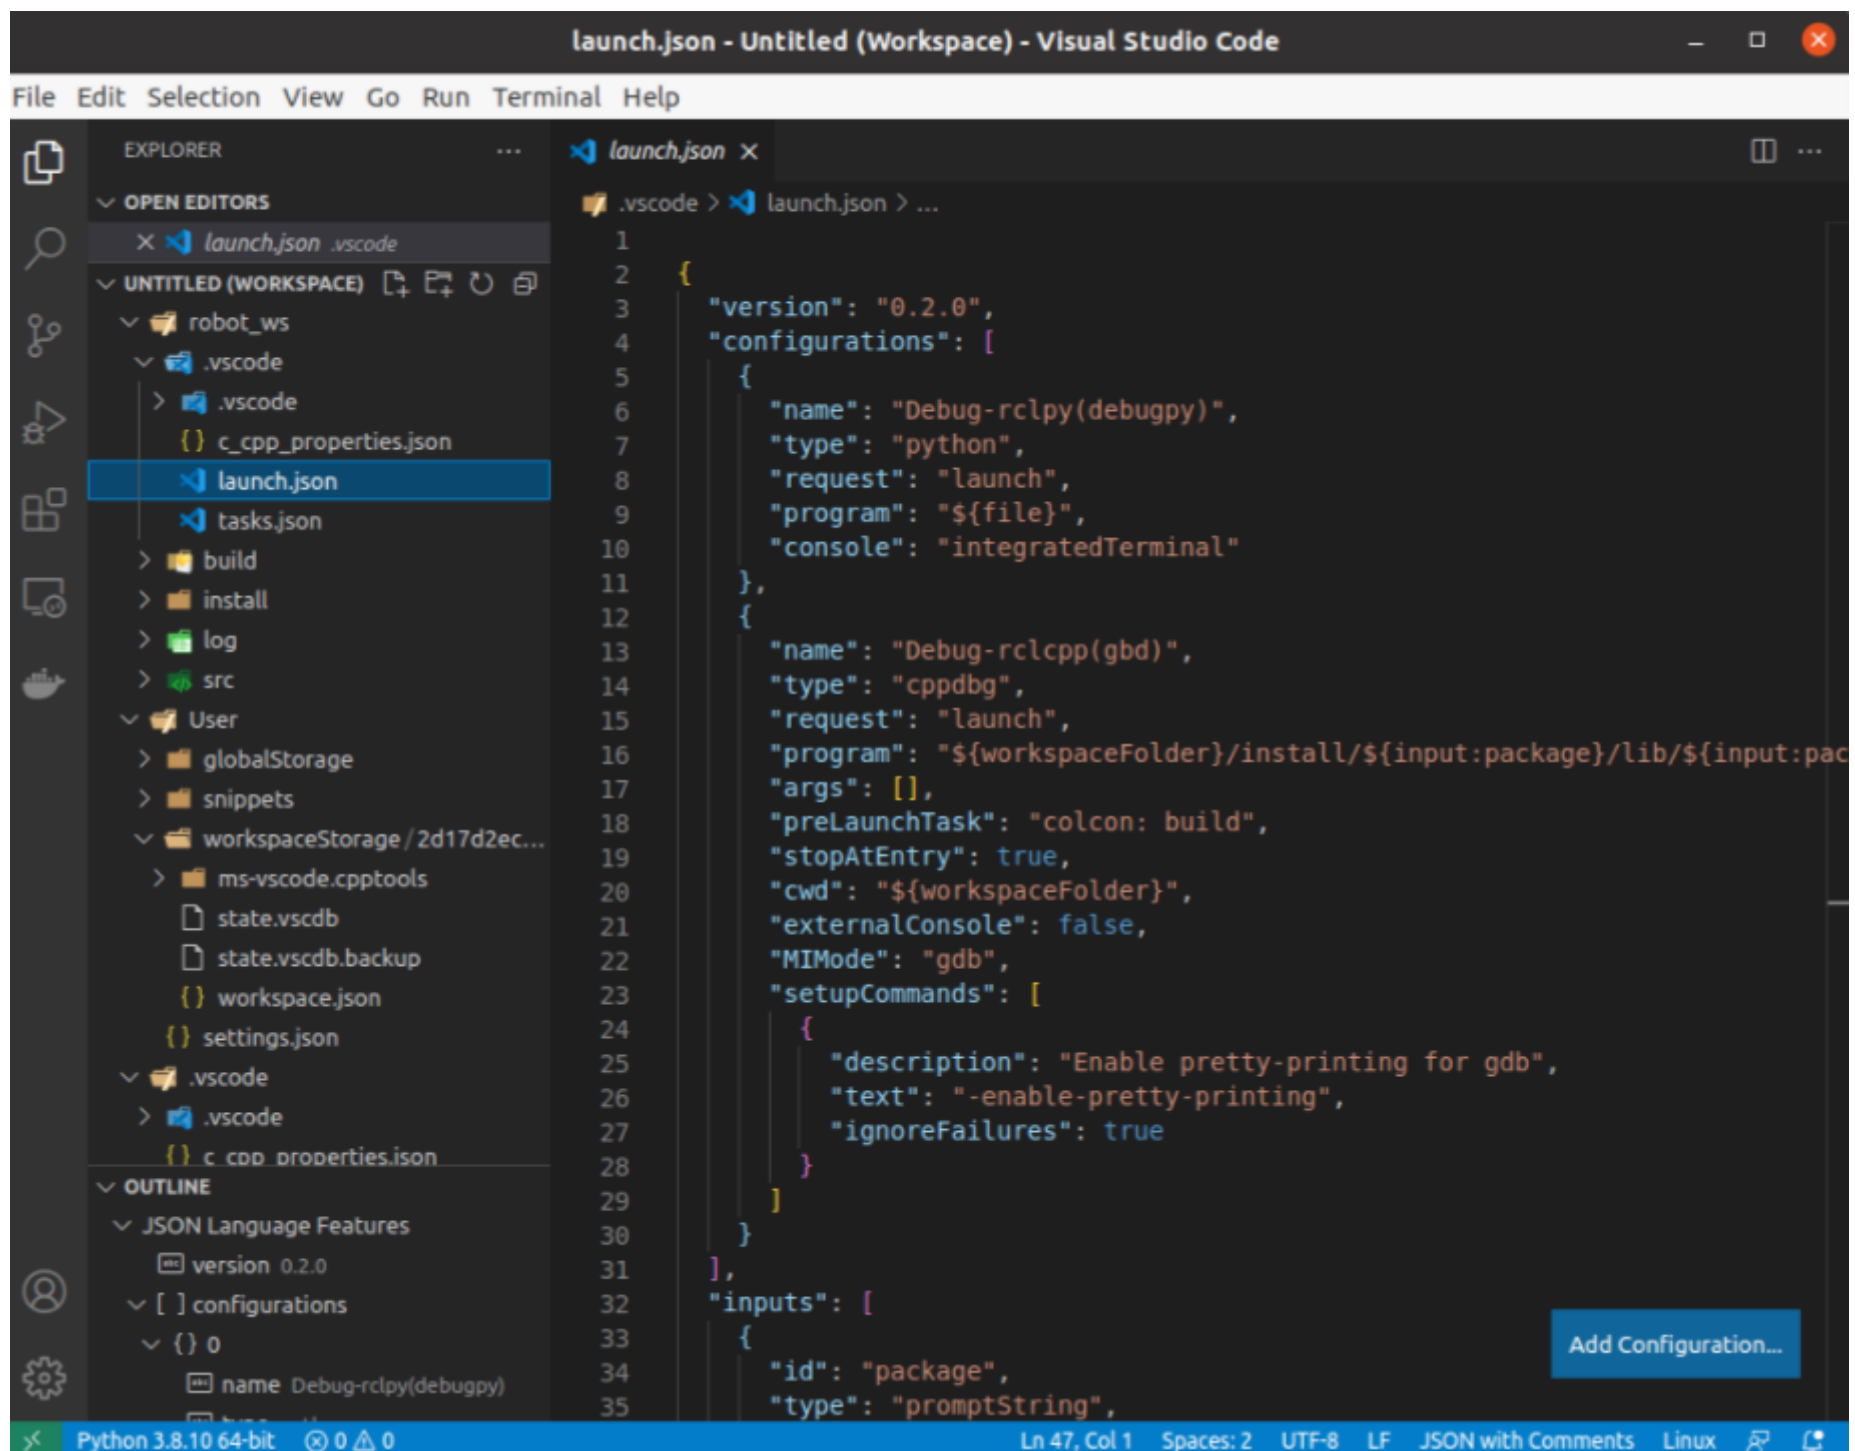 launch.json - Untitled (Workspace) - Visual Studio Code
File Edit Selection View Go Run Terminal Help
EXPLORER
OPEN EDITORS
launch.json .vscode
UNTITLED (WORKSPACE)
robot_ws
.vscode
.vscode
{} c_cpp_properties.json
launch.json
tasks.json
build
install
log
src
User
globalStorage
snippets
workspaceStorage / 2d17d2ec...
ms-vscode.cpptools
state.vscdb
state.vscdb.backup
{} workspace.json
{} settings.json
.vscode
.vscode
{} c_cpp_properties.json
OUTLINE
JSON Language Features
version 0.2.0
[ ] configurations
{} 0
name Debug-rclpy(debugpy)
launch.json
.vscode > launch.json > ...
1
2 {
3 "version": "0.2.0",
4 "configurations": [
5 {
6 "name": "Debug-rclpy(debugpy)",
7 "type": "python",
8 "request": "launch",
9 "program": "${file}",
10 "console": "integratedTerminal"
11 },
12 {
13 "name": "Debug-rclcpp(gbd)",
14 "type": "cppdbg",
15 "request": "launch",
16 "program": "${workspaceFolder}/install/${input:package}/lib/${input:pac
17 "args": [],
18 "preLaunchTask": "colcon: build",
19 "stopAtEntry": true,
20 "cwd": "${workspaceFolder}",
21 "externalConsole": false,
22 "MIMode": "gdb",
23 "setupCommands": [
24 {
25 "description": "Enable pretty-printing for gdb",
26 "text": "-enable-pretty-printing",
27 "ignoreFailures": true
28 }
29 ]
30 }
31 ],
32 "inputs": [
33 {
34 "id": "package",
35 "type": "promptString",
Add Configuration...
Python 3.8.10 64-bit 0 0 Ln 47, Col 1 Spaces: 2 UTF-8 LF JSON with Comments Linux